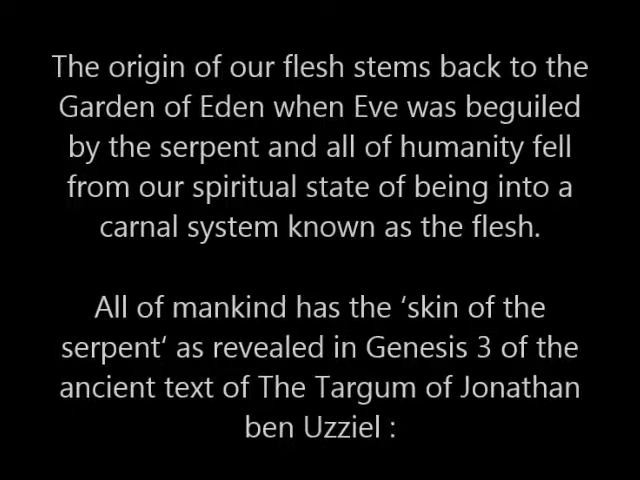 The origin of our flesh stems back to the
Garden of Eden when Eve was beguiled
by the serpent and all of humanity fell
from our spiritual state of being into a
carnal system known as the flesh.
All of mankind has the ‘skin of the
serpent‘ as revealed in Genesis 3 of the
ancient text of The Targum of Jonathan
ben Uzziel :